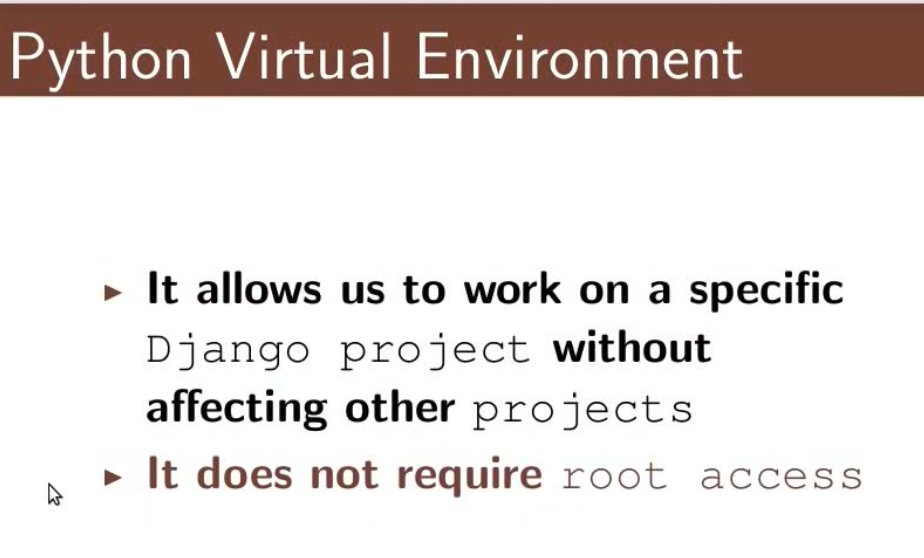 Python Virtual Environment
It allows us to work on a specific
Django project without
affecting other projects
It does not require root access